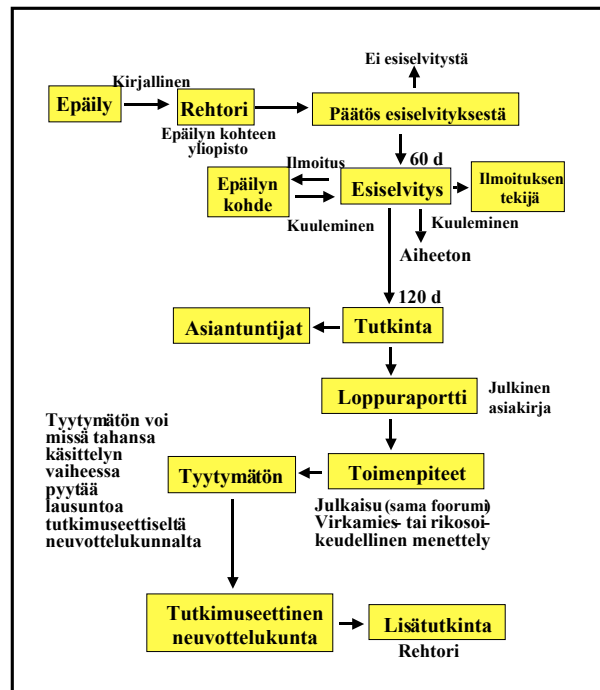 Ei esiselvitystä
Kirjallinen
Epäily
Rehtori
Päätös esiselvityksestä
Epäilyn kohteen
yliopisto
60 d
Ilmoitus
Epäilyn
kohde
Esiselvitys
Ilmoituksen
tekijä
Kuuleminen
Kuuleminen
Aiheeton
120 d
Asiantuntijat
Tutkinta
Loppuraportti
Julkinen
asiakirja
Tyytymätön voi
missä tahansa
käsittelyn
vaiheessa
pyytää
lausuntoa
tutkimuseettiseltä
neuvottelukunnalta
Tyytymätön
Toimenpiteet
Julkaisu (sama foorumi)
Virkamies- tai rikosoi-
keudellinen menettely
Tutkimuseettinen
neuvottelukunta
Lisätutkinta
Rehtori